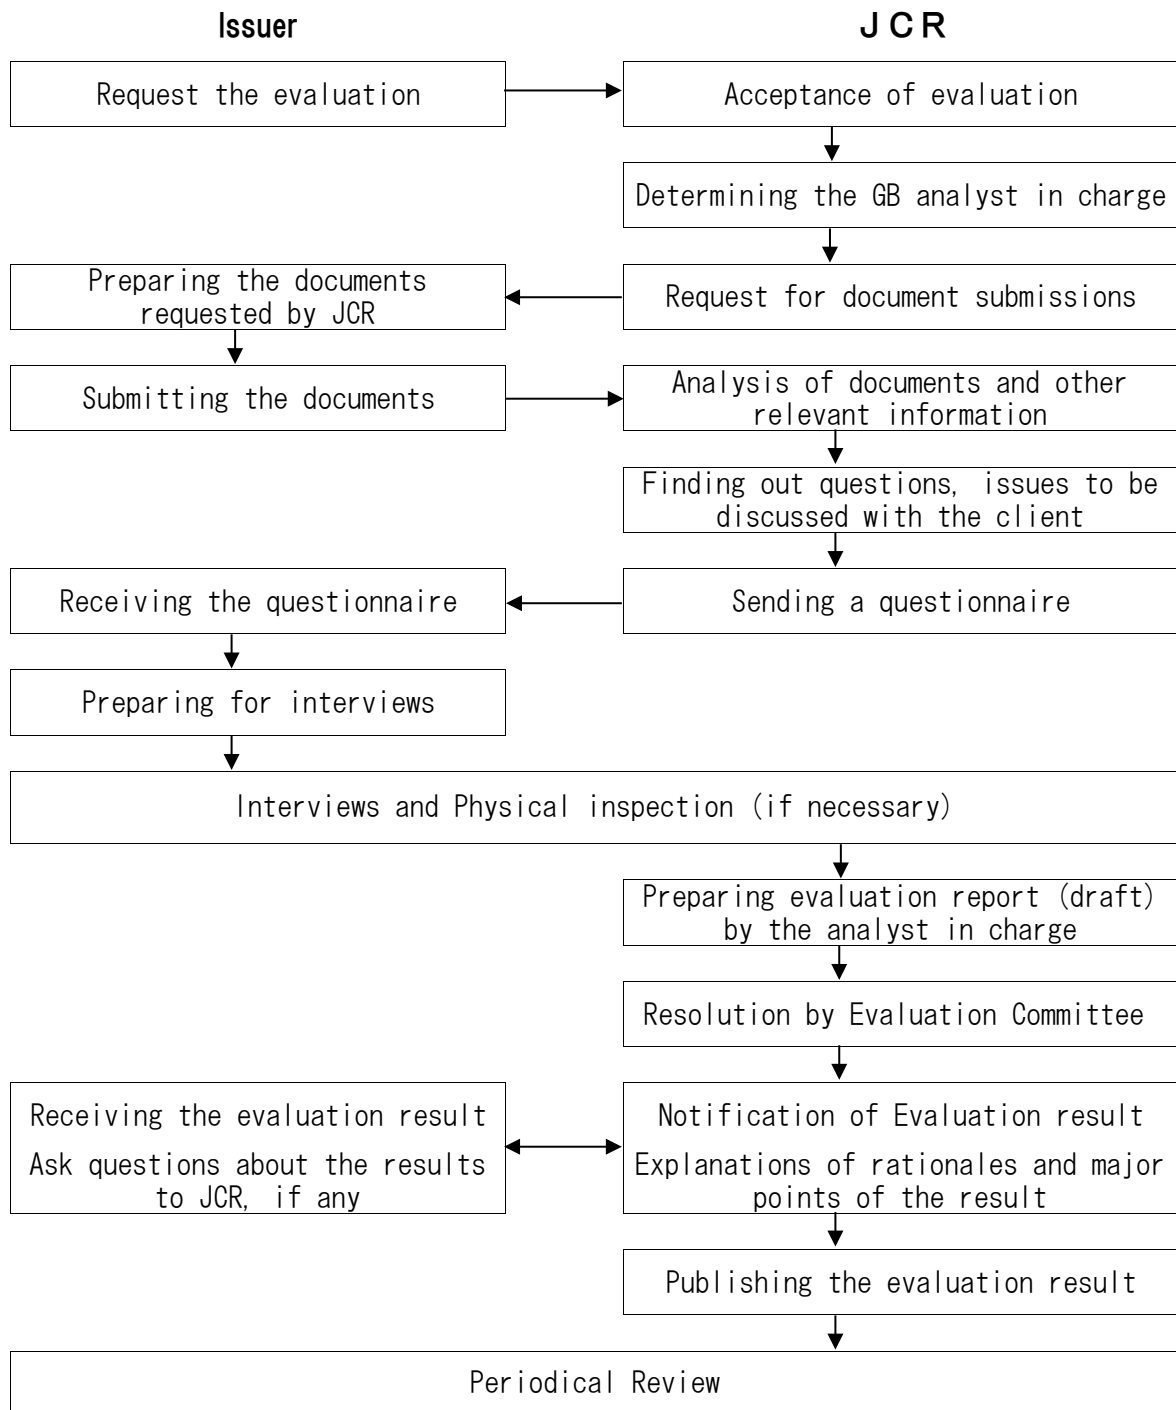 Issuer
JCR
Request the evaluation
Acceptance of evaluation
Determining the GB analyst in charge
Preparing the documents
requested by JCR
Request for document submissions
Submitting the documents
Analysis of documents and other
relevant information
Finding out questions, issues to be
discussed with the client
Receiving the questionnaire
Sending a questionnaire
Preparing for interviews
Interviews and Physical inspection (if necessary)
Preparing evaluation report (draft)
by the analyst in charge
Resolution by Evaluation Committee
Receiving the evaluation result
Ask questions about the results
to JCR, if any
Notification of Evaluation result
Explanations of rationales and major
points of the result
Publishing the evaluation result
Periodical Review